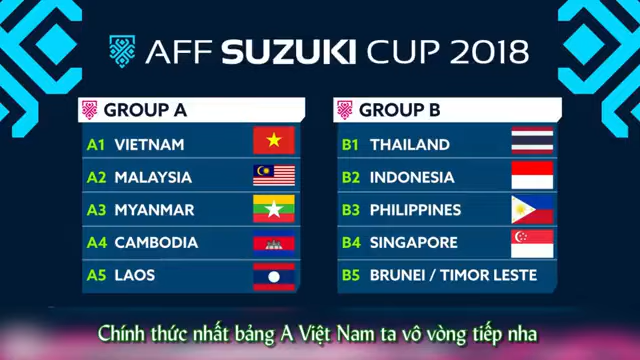 AFF SUZUKI CUP 2018
GROUP A
A1 VIETNAM
A2 MALAYSIA
A3 MYANMAR
A4 CAMBODIA
A5 LAOS
GROUP B
B1 THAILAND
B2 INDONESIA
B3 PHILIPPINES
B4 SINGAPORE
B5 BRUNEI / TIMOR LESTE
Chính thức nhất bảng A Việt Nam ta vô vòng tiếp nha